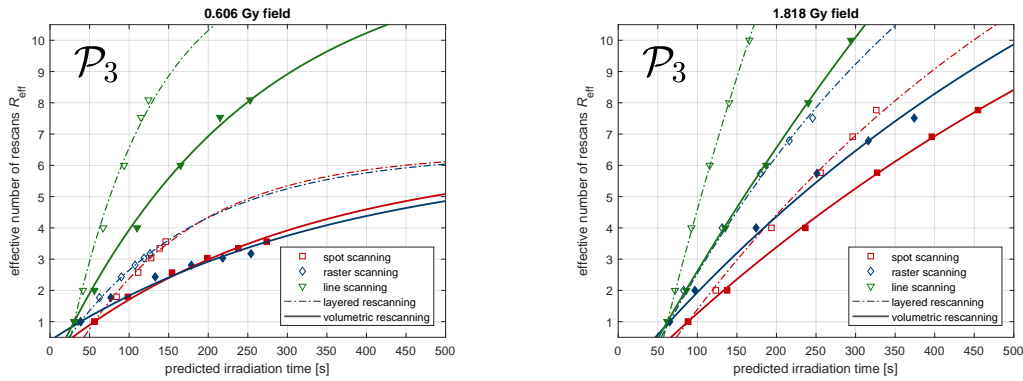 0.606 Gy field
effective number of rescans Reff
10
9
8
7
6
5
4
3
2
1
P3
spot scanning
raster scanning
line scanning
layered rescanning
volumetric rescanning
0 50 100 150 200 250 300 350 400 450 500
predicted irradiation time [s]
1.818 Gy field
effective number of rescans Reff
10
9
8
7
6
5
4
3
2
1
P3
spot scanning
raster scanning
line scanning
layered rescanning
volumetric rescanning
0 50 100 150 200 250 300 350 400 450 500
predicted irradiation time [s]